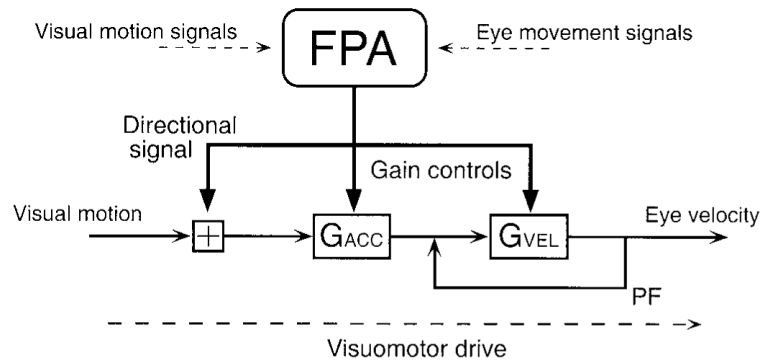 Visual motion signals
FPA
Eye movement signals
Directional
signal
Gain controls
Visual motion
+
GACC
GVEL
Eye velocity
PF
Visuomotor drive